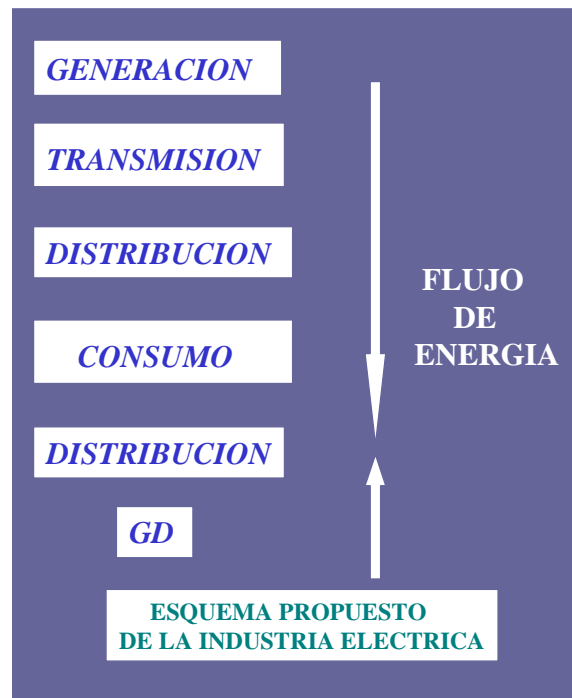 GENERACION
TRANSMISION
DISTRIBUCION
CONSUMO
DISTRIBUCION
GD
FLUJO
DE
ENERGIA
ESQUEMA PROPUESTO
DE LA INDUSTRIA ELECTRICA